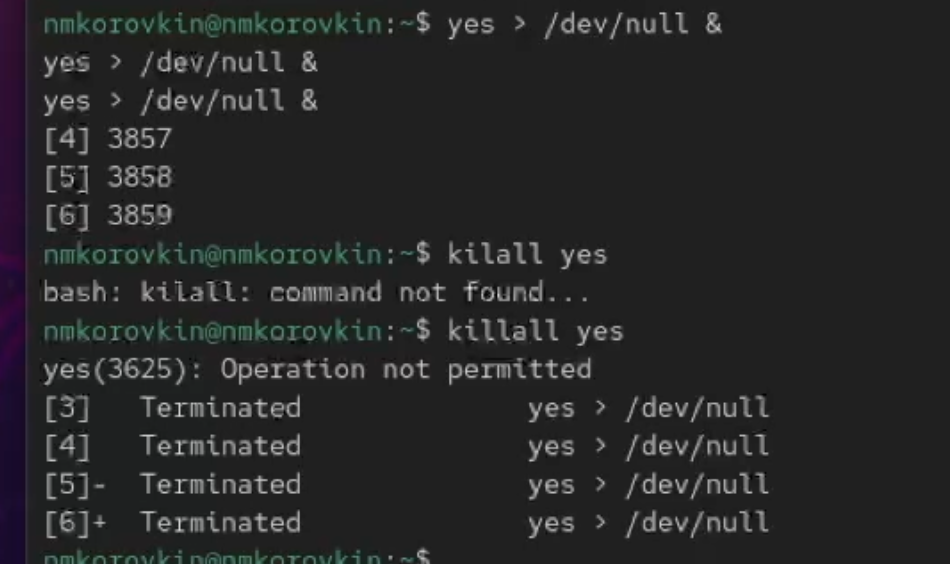 nmkorovkin@nmkorovkin:~$ yes > /dev/null &
yes > /dev/null &
yes > /dev/null &
[4] 3857
[5] 3858
[6] 3859
nmkorovkin@nmkorovkin:~$ kilall yes
bash: kilall: command not found...
nmkorovkin@nmkorovkin:~$ killall yes
yes(3625): Operation not permitted
[3]   Terminated              yes > /dev/null
[4]   Terminated              yes > /dev/null
[5]-  Terminated              yes > /dev/null
[6]+  Terminated              yes > /dev/null
nmkorovkin@nmkorovkin:~$